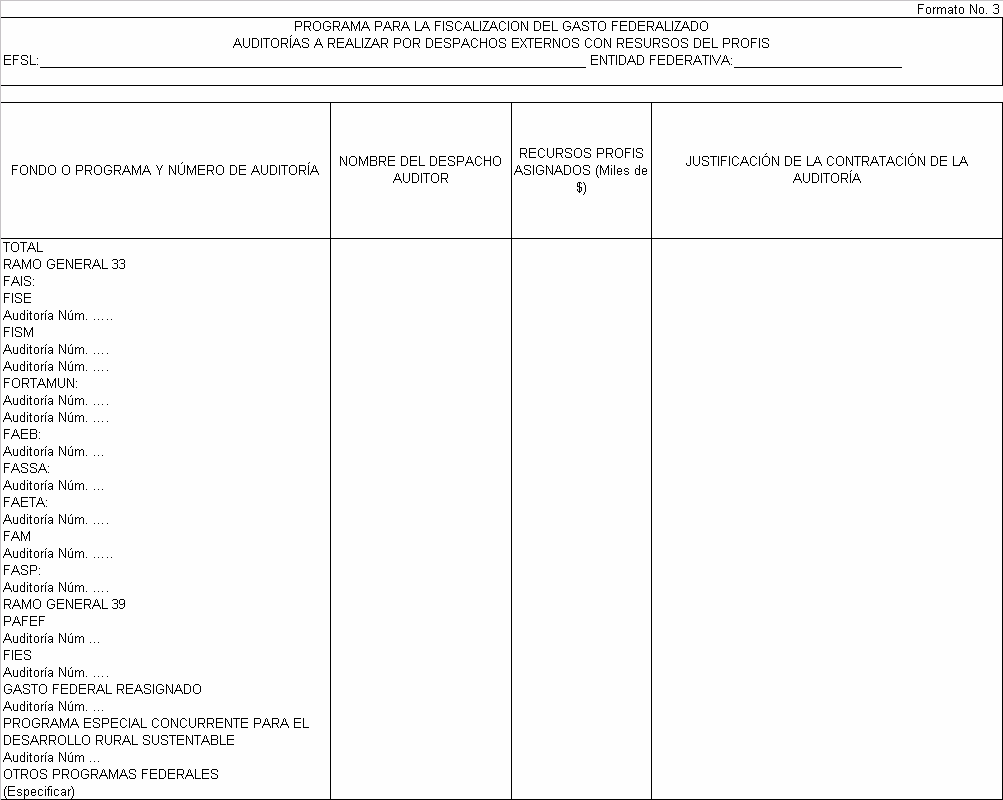 Formato No. 3
PROGRAMA PARA LA FISCALIZACION DEL GASTO FEDERALIZADO
AUDITORÍAS A REALIZAR POR DESPACHOS EXTERNOS CON RECURSOS DEL PROFIS
EFSL:______ ENTIDAD FEDERATIVA:______
FONDO O PROGRAMA Y NÚMERO DE AUDITORÍA
NOMBRE DEL DESPACHO
AUDITOR
RECURSOS PROFIS
ASIGNADOS (Miles de
$)
JUSTIFICACIÓN DE LA CONTRATACIÓN DE LA
AUDITORÍA
TOTAL
RAMO GENERAL 33
FAIS:
FISE
Auditoría Núm. .....
FISM
Auditoría Núm. ....
Auditoría Núm. ....
FORTAMUN:
Auditoría Núm. ....
Auditoría Núm. ....
FAEB:
Auditoría Núm. ...
FASSA:
Auditoría Núm. ...
FAETA:
Auditoría Núm. ....
FAM
Auditoría Núm. .....
FASP:
Auditoría Núm. ....
RAMO GENERAL 39
PAFEF
Auditoría Núm ...
FIES
Auditoría Núm. ....
GASTO FEDERAL REASIGNADO
Auditoría Núm. ...
PROGRAMA ESPECIAL CONCURRENTE PARA EL
DESARROLLO RURAL SUSTENTABLE
Auditoría Núm ...
OTROS PROGRAMAS FEDERALES
(Especificar)